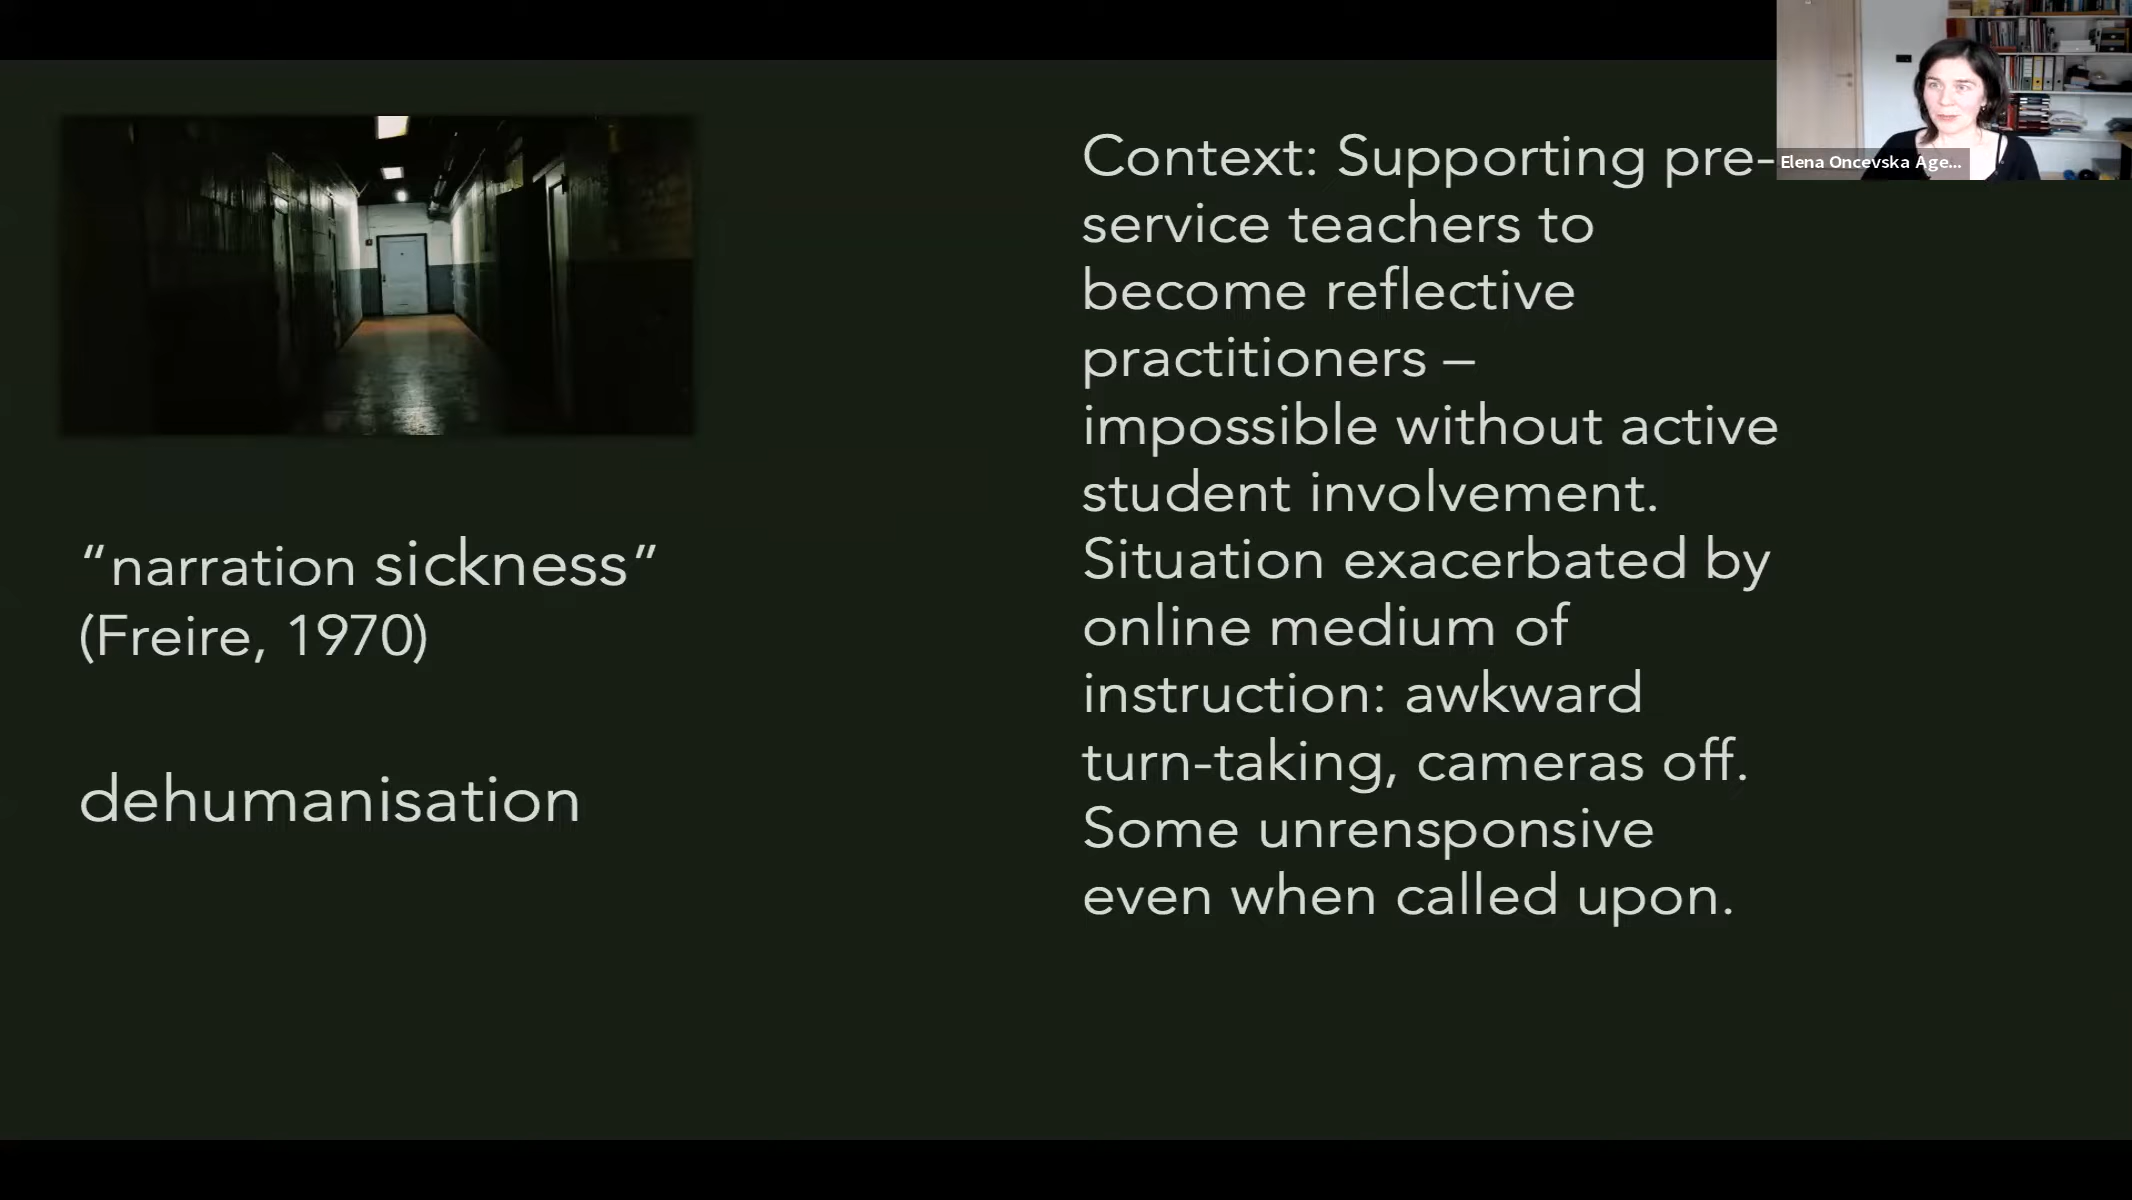 “narration sickness”
(Freire, 1970)
dehumanisation
Context: Supporting pre-
service teachers to
become reflective
practitioners –
impossible without active
student involvement.
Situation exacerbated by
online medium of
instruction: awkward
turn-taking, cameras off.
Some unrensponsive
even when called upon.
Elena Oncevska Age...